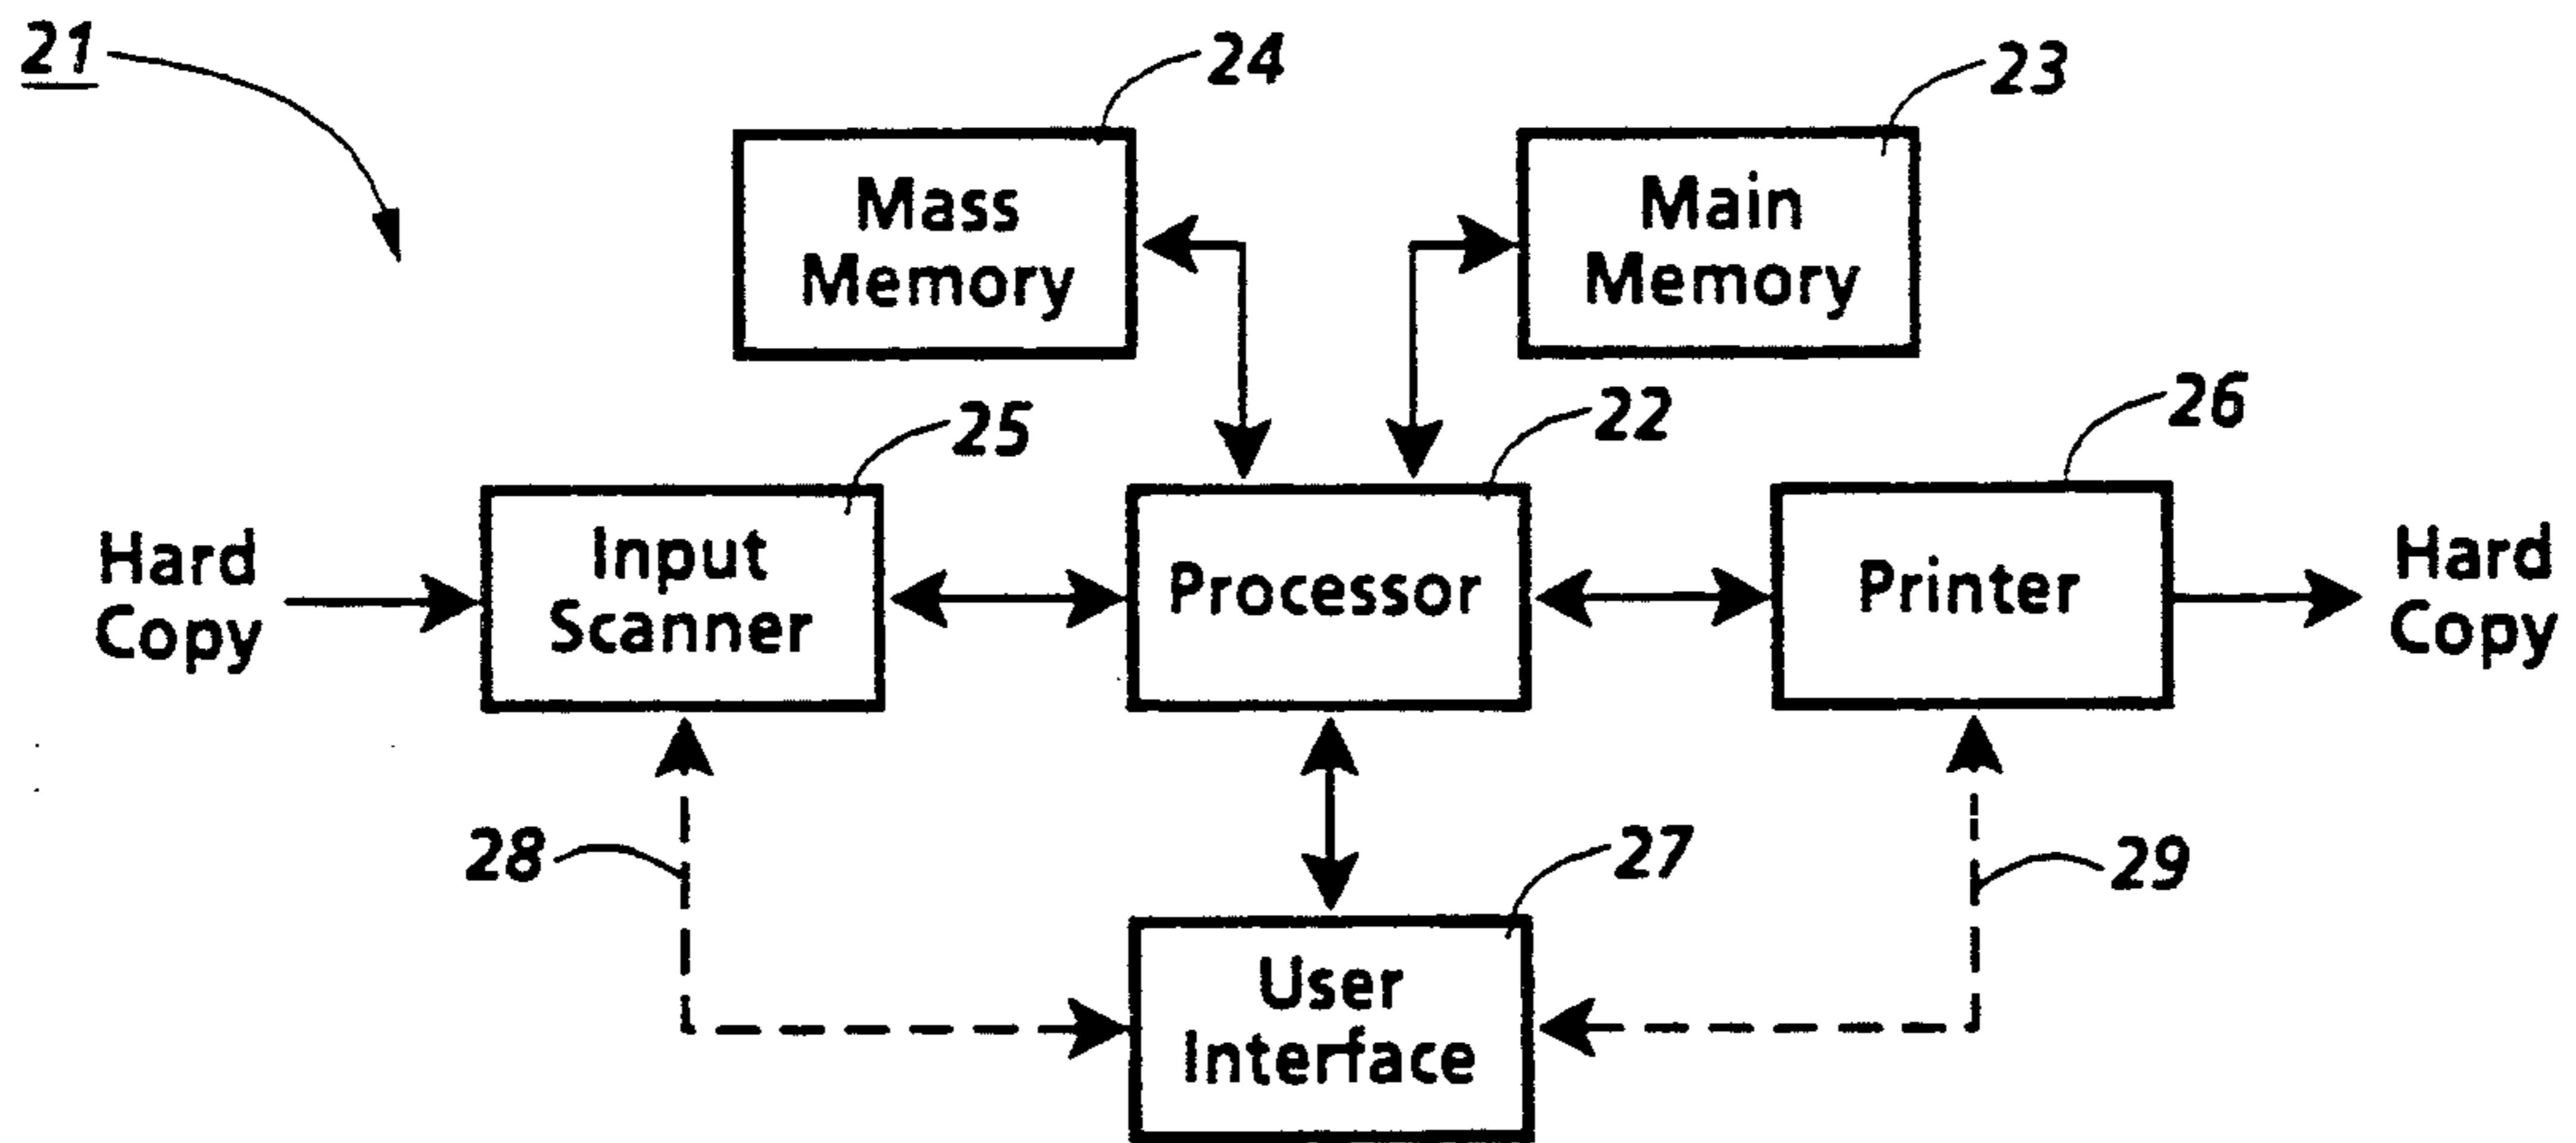 21
24
23
Mass
Memory
Main
Memory
25
22
26
Hard
Copy
Input
Scanner
Processor
Printer
Hard
Copy
28
27
29
User
Interface